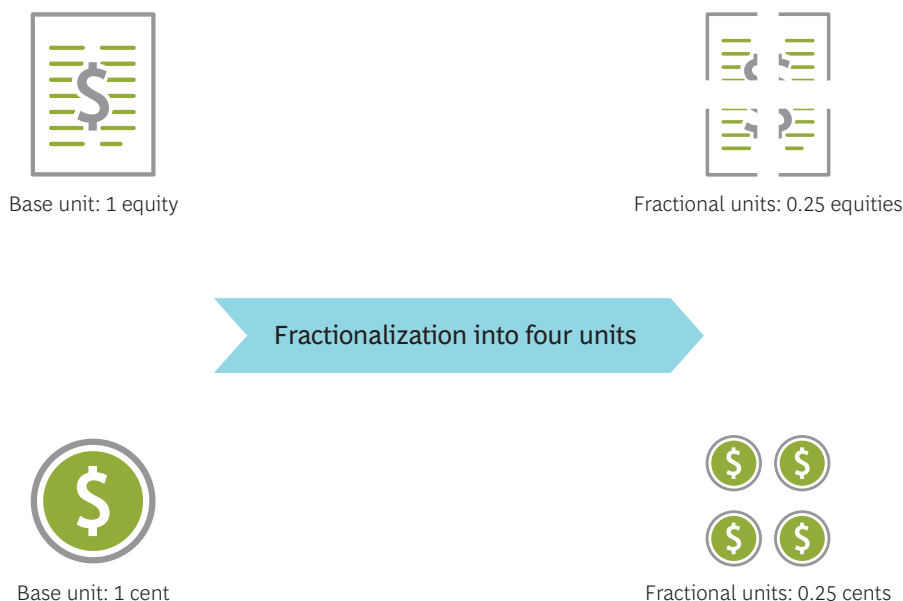 $
$
Base unit: 1 equity
Fractional units: 0.25 equities
Fractionalization into four units
$
$ $
$ $
Base unit: 1 cent
Fractional units: 0.25 cents